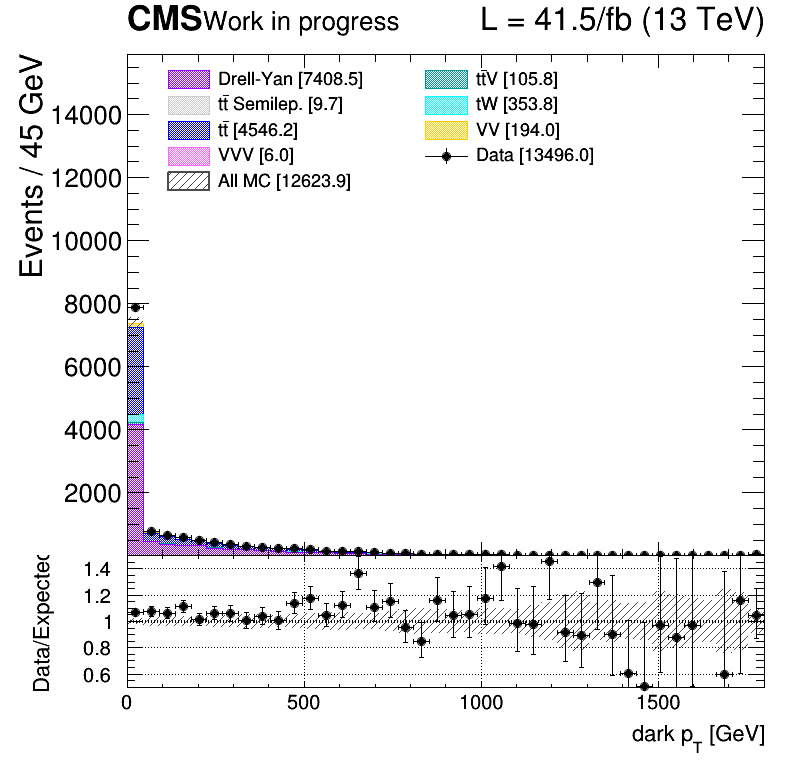 CMS Work in progress L = 41.5/fb (13 TeV)
Events / 45 GeV
14000
12000
10000
8000
6000
4000
2000
Drell-Yan [7408.5]
tt̄ Semilep. [9.7]
tt̄ [4546.2]
VVV [6.0]
All MC [12623.9]
tt̄V [105.8]
tW [353.8]
VV [194.0]
Data [13496.0]
Data/Expected
1.4
1.2
1
0.8
0.6
0 500 1000 1500
dark p_T [GeV]